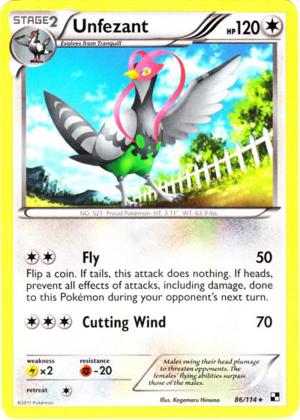 STAGE2 Unfezant HP120
Evolves from Tranquill
NO. 521 Proud Pokémon HT: 3'11" WT: 63.9 lbs.
Fly 50
Flip a coin. If tails, this attack does nothing. If heads,
prevent all effects of attacks, including damage, done
to this Pokémon during your opponent's next turn.
Cutting Wind 70
weakness resistance
×2 -20
retreat
Males swing their head plumage
to threaten opponents. The
females' flying abilities surpass
those of the males.
©2011 Pokémon Illus. Kagemaru Himeno 86/114★